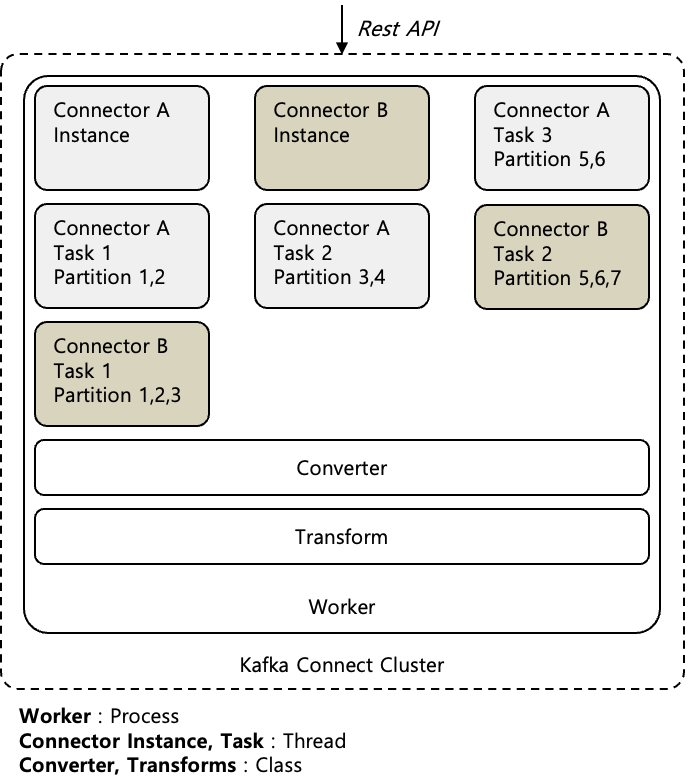 Rest API
Connector A
Instance
Connector B
Instance
Connector A
Task 3
Partition 5,6
Connector A
Task 1
Partition 1,2
Connector A
Task 2
Partition 3,4
Connector B
Task 2
Partition 5,6,7
Connector B
Task 1
Partition 1,2,3
Converter
Transform
Worker
Kafka Connect Cluster
Worker : Process
Connector Instance, Task : Thread
Converter, Transforms : Class